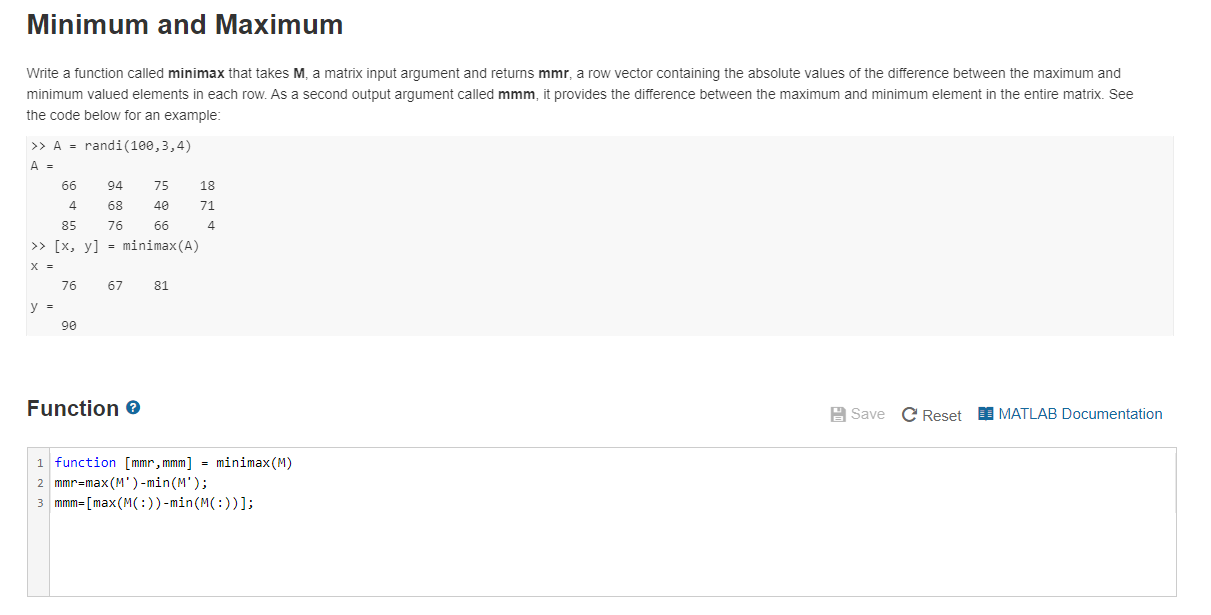 Minimum and Maximum
Write a function called minimax that takes M, a matrix input argument and returns mmr, a row vector containing the absolute values of the difference between the maximum and
minimum valued elements in each row. As a second output argument called mmm, it provides the difference between the maximum and minimum element in the entire matrix. See
the code below for an example:
>> A = randi(100,3,4)
A =
66 94 75 18
4 68 40 71
85 76 66 4
>> [x, y] = minimax(A)
x =
76 67 81
y =
90
Function ?
Save Reset MATLAB Documentation
1 function [mmr,mmm] = minimax(M)
2 mmr=max(M')-min(M');
3 mmm=[max(M(:))-min(M(:))];